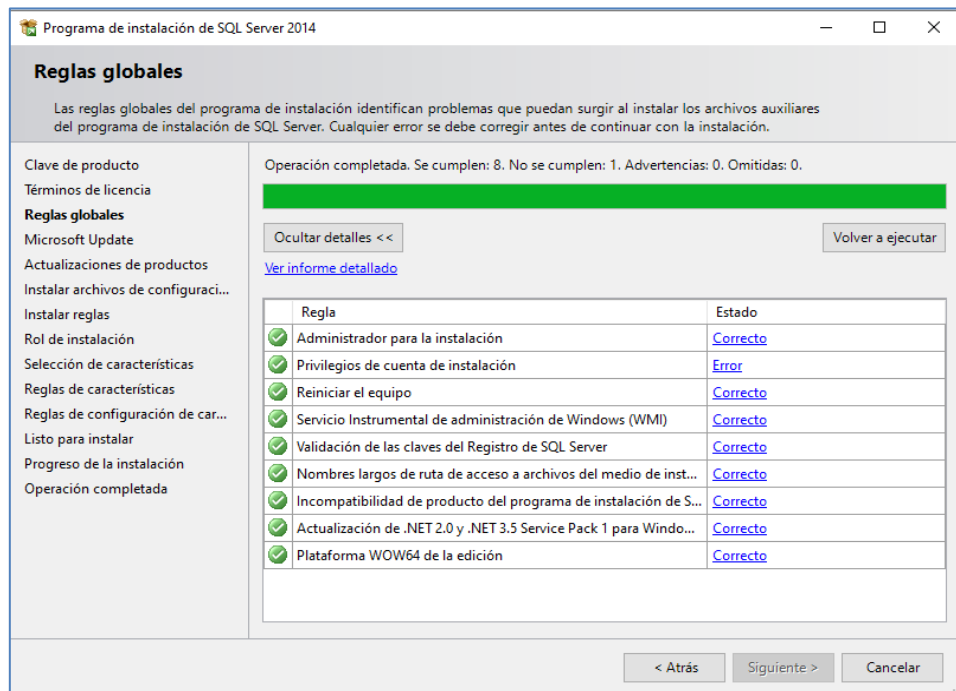 Programa de instalación de SQL Server 2014
Reglas globales
Las reglas globales del programa de instalación identifican problemas que puedan surgir al instalar los archivos auxiliares
del programa de instalación de SQL Server. Cualquier error se debe corregir antes de continuar con la instalación.
Clave de producto
Términos de licencia
Reglas globales
Microsoft Update
Actualizaciones de productos
Instalar archivos de configuraci...
Instalar reglas
Rol de instalación
Selección de características
Reglas de características
Reglas de configuración de car...
Listo para instalar
Progreso de la instalación
Operación completada
Operación completada. Se cumplen: 8. No se cumplen: 1. Advertencias: 0. Omitidas: 0.
Ocultar detalles << Volver a ejecutar
Ver informe detallado
Regla Estado
Administrador para la instalación Correcto
Privilegios de cuenta de instalación Error
Reiniciar el equipo Correcto
Servicio Instrumental de administración de Windows (WMI) Correcto
Validación de las claves del Registro de SQL Server Correcto
Nombres largos de ruta de acceso a archivos del medio de inst... Correcto
Incompatibilidad de producto del programa de instalación de S... Correcto
Actualización de .NET 2.0 y .NET 3.5 Service Pack 1 para Windo... Correcto
Plataforma WOW64 de la edición Correcto
< Atrás Siguiente > Cancelar